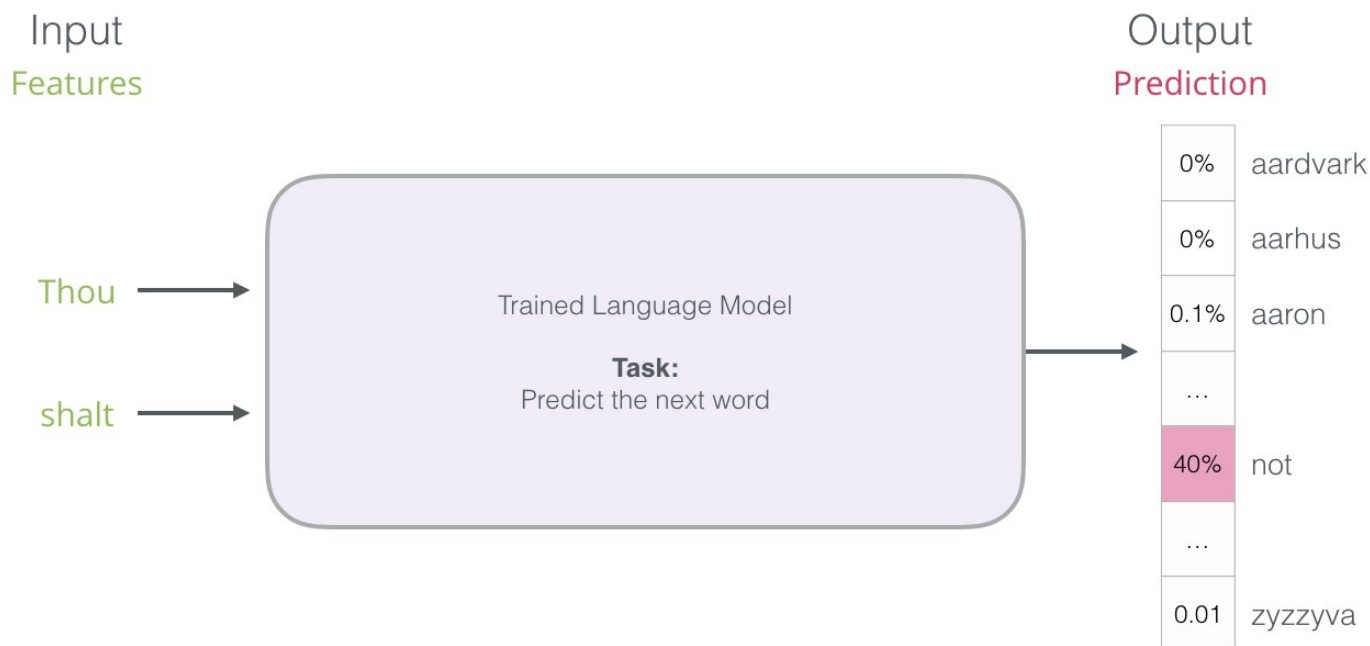 Input
Features
Thou
shalt
Trained Language Model
Task:
Predict the next word
Output
Prediction
0% aardvark
0% aarhus
0.1% aaron
...
40% not
...
0.01 zyzzyva